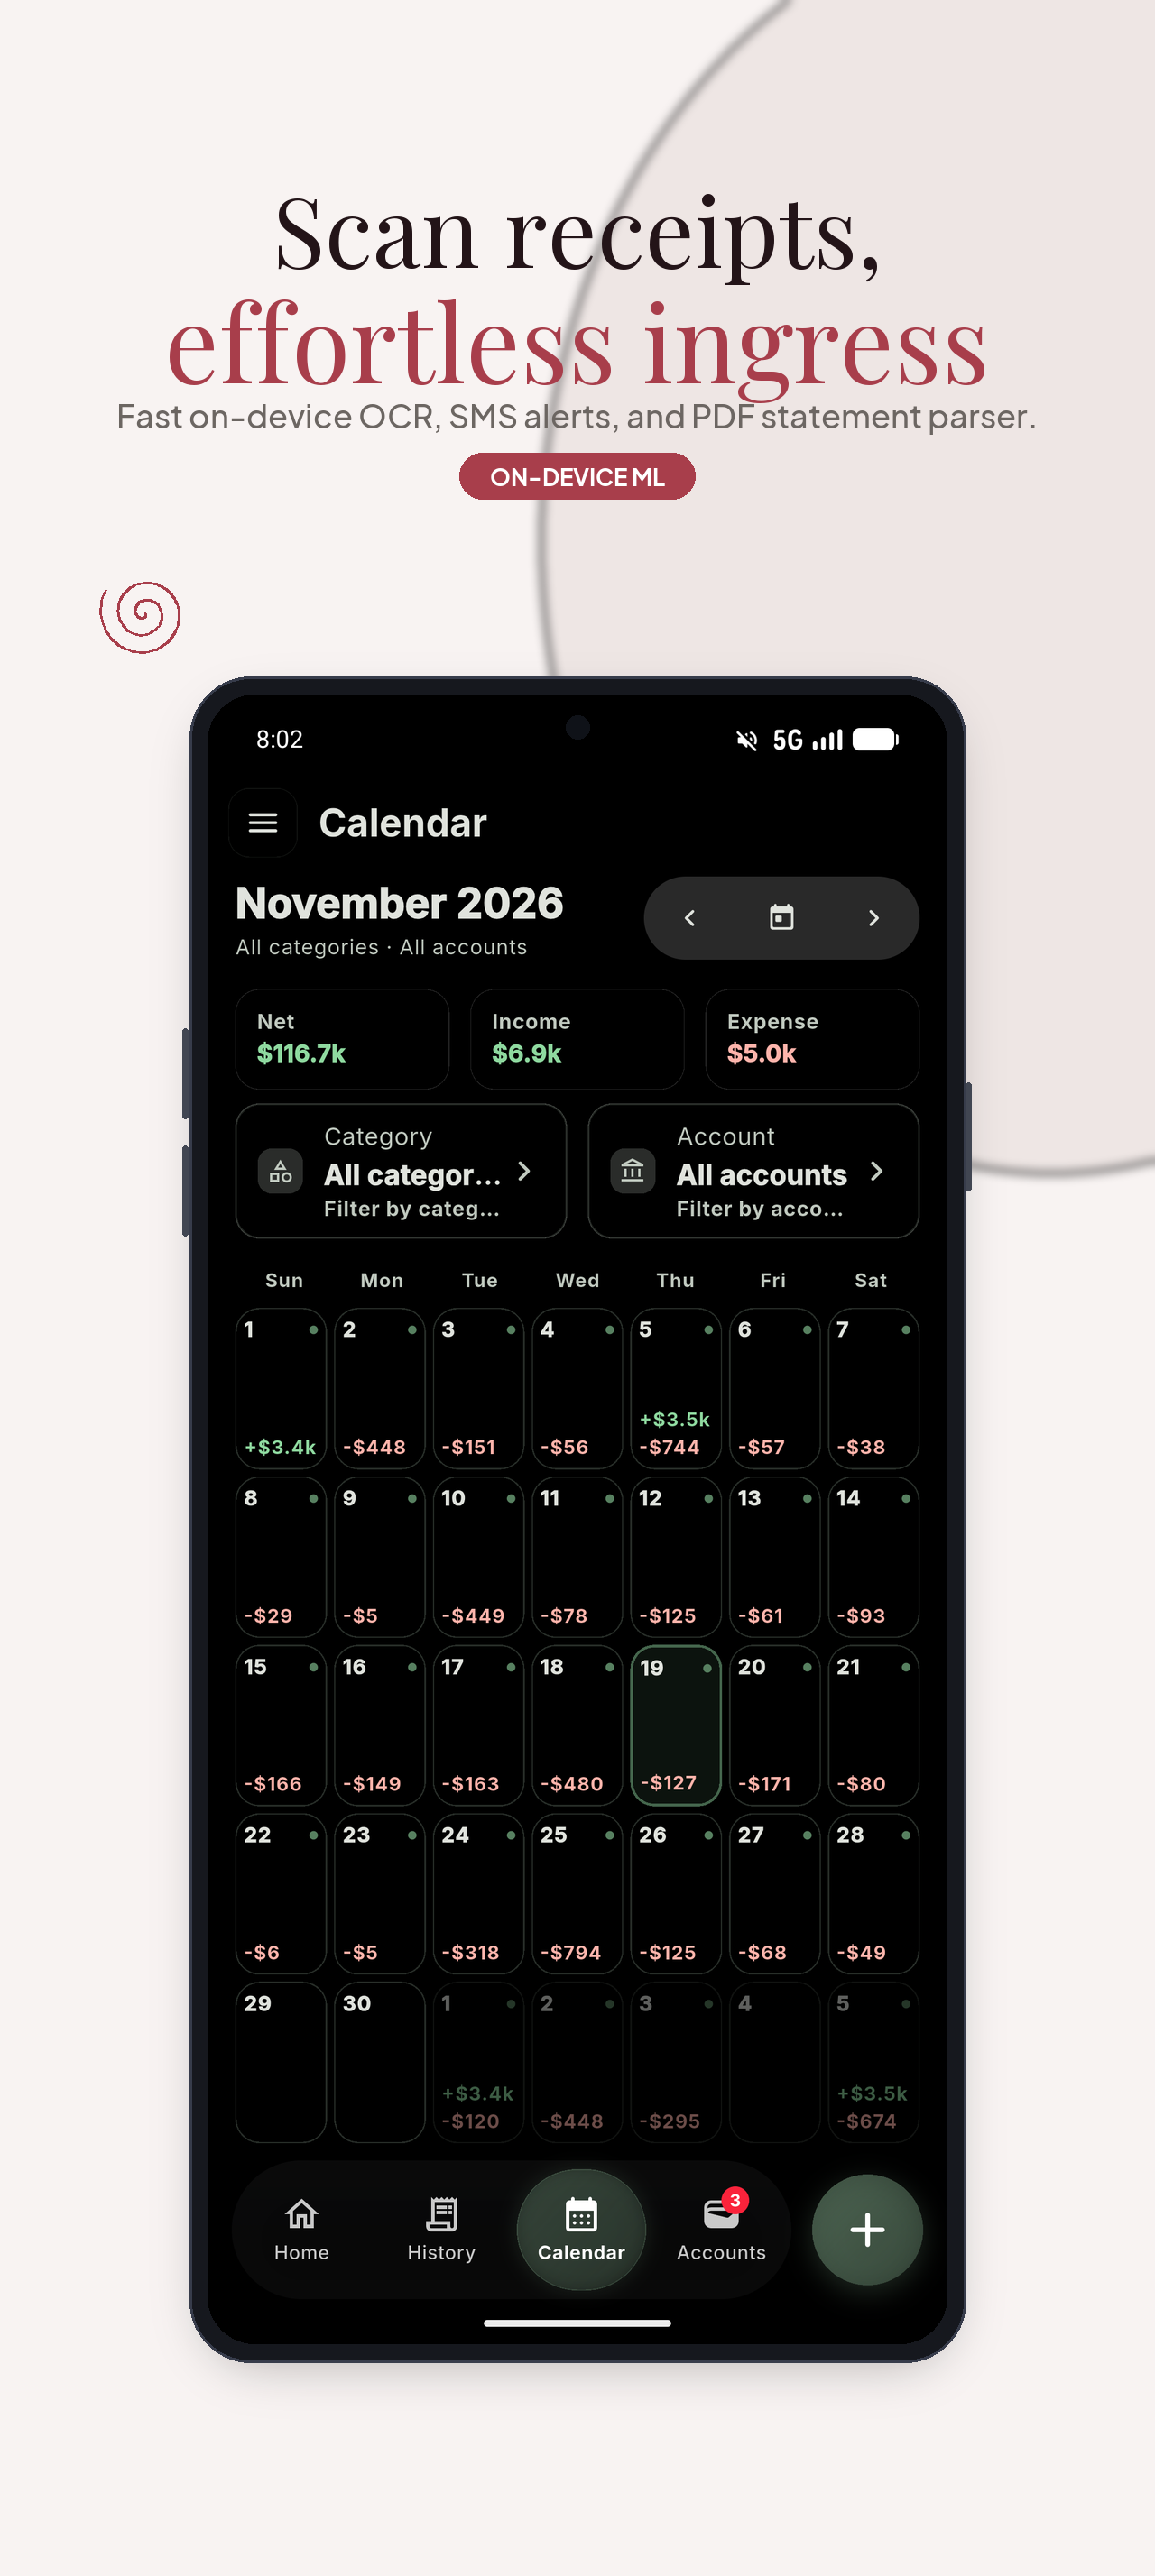 Scan receipts,
effortless ingress
Fast on-device OCR, SMS alerts, and PDF statement parser.
ON-DEVICE ML
8:02
5G
Calendar
November 2026
All categories · All accounts
Net Income Expense
$116.7k $6.9k $5.0k
Category Account
All categor... All accounts
Filter by categ... Filter by acco...
Sun Mon Tue Wed Thu Fri Sat
1 2 3 4 5 6 7
+$3.5k
+$3.4k -$448 -$151 -$56 -$744 -$57 -$38
8 9 10 11 12 13 14
-$29 -$5 -$449 -$78 -$125 -$61 -$93
15 16 17 18 19 20 21
-$166 -$149 -$163 -$480 -$127 -$171 -$80
22 23 24 25 26 27 28
-$6 -$5 -$318 -$794 -$125 -$68 -$49
29 30 1 2 3 4 5
+$3.4k +$3.5k
-$120 -$448 -$295 -$674
3
Home History Calendar Accounts